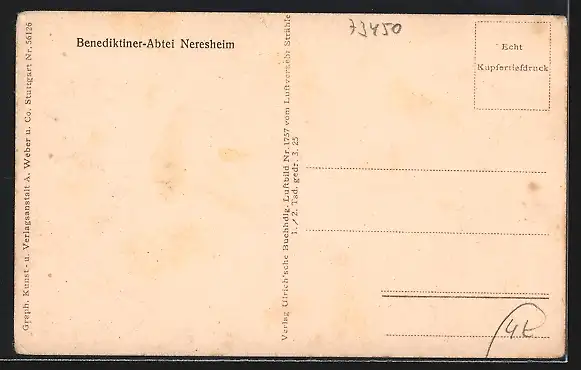 73450
Benediktiner-Abtei Neresheim
Echt
Kupfertiefdruck
Graph. Kunst- u. Verlagsanstalt A. Weber u. Co. Stuttgart Nr. 56126
Verlag Ulrich'sche Buchhdlg. Luftbild Nr. 1757 vom Luftverkehr Strähle
1. / 2. Tsd. gedr. 3. 25